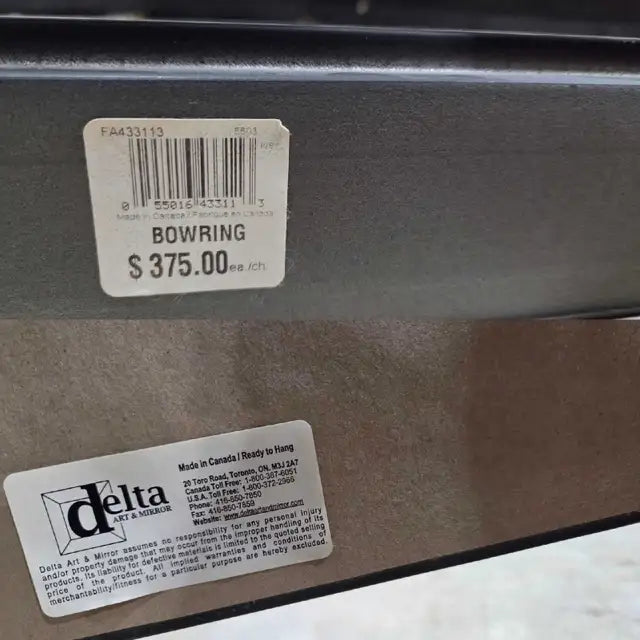 FA433113 5503
0 55016 43311 3
Made in Canada / Fabriqué en Canada
BOWRING
$ 375.00 ea./ch.
delta
ART & MIRROR
Made in Canada / Ready to Hang
20 Toro Road, Toronto, ON, M3J 2A7
Canada Toll Free: 1-800-387-6051
U.S.A. Toll Free: 1-800-372-2966
Phone: 416-650-7850
Fax: 416-650-7858
Website: www.deltaartandmirror.com
Delta Art & Mirror assumes no responsibility for any personal injury
and/or property damage that may occur from the improper handling of its
products. Its liability for defective materials is limited to the quoted selling
price of the product. All implied warranties and conditions of
merchantability/fitness for a particular purpose are hereby excluded.